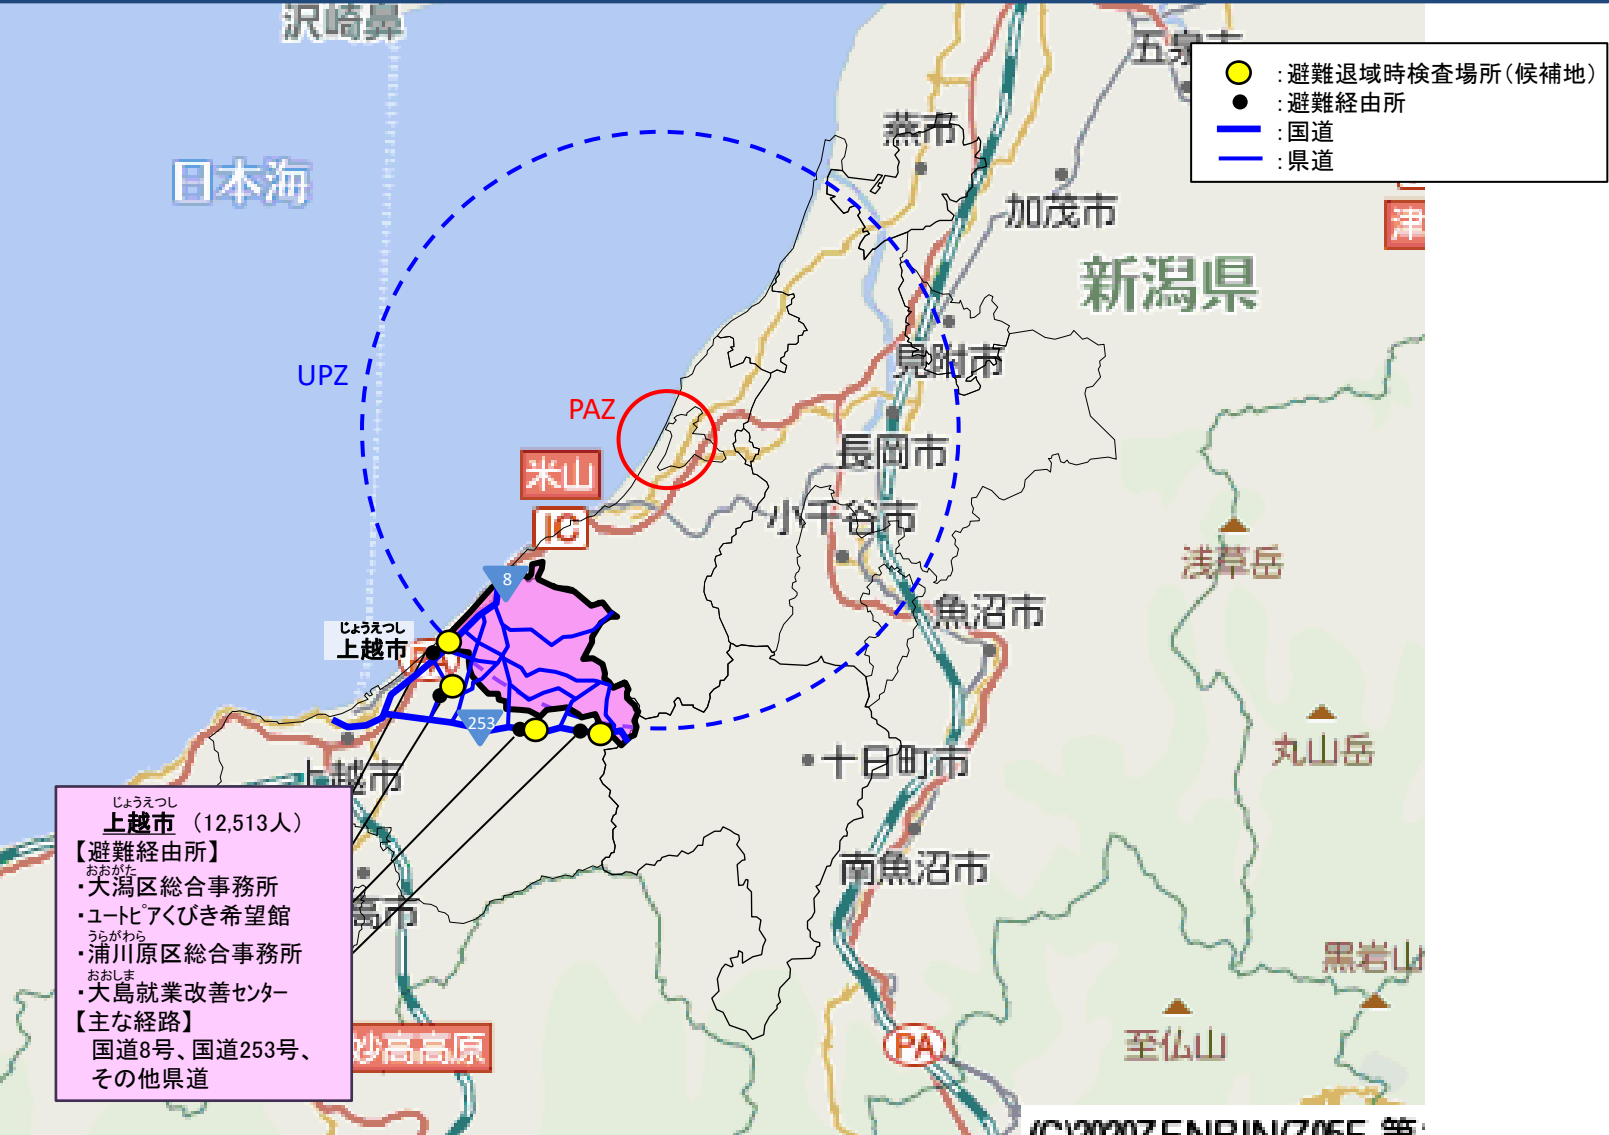 沢崎鼻
五泉市
:避難退域時検査場所(候補地)
:避難経由所
:国道
:県道
燕市
日本海
加茂市
津
新潟県
見附市
UPZ
PAZ
長岡市
米山
IC
小千谷市
浅草岳
8
魚沼市
じょうえつし
上越市
253
十日町市
丸山岳
上越市
じょうえつし
上越市 (12,513人)
【避難経由所】
おおがた
・大潟区総合事務所
・ユートピアくびき希望館
うらがわら
・浦川原区総合事務所
おおしま
・大島就業改善センター
【主な経路】
国道8号、国道253号、
その他県道
高市
南魚沼市
黒岩山
妙高高原
PA
至仏山
(C)2020ZENRIN(Z05E 第